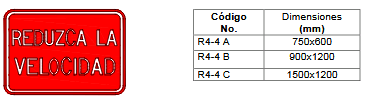 REDUZCA LA
VELOCIDAD
Código No. Dimensiones (mm)
R4-4 A 750x600
R4-4 B 900x1200
R4-4 C 1500x1200